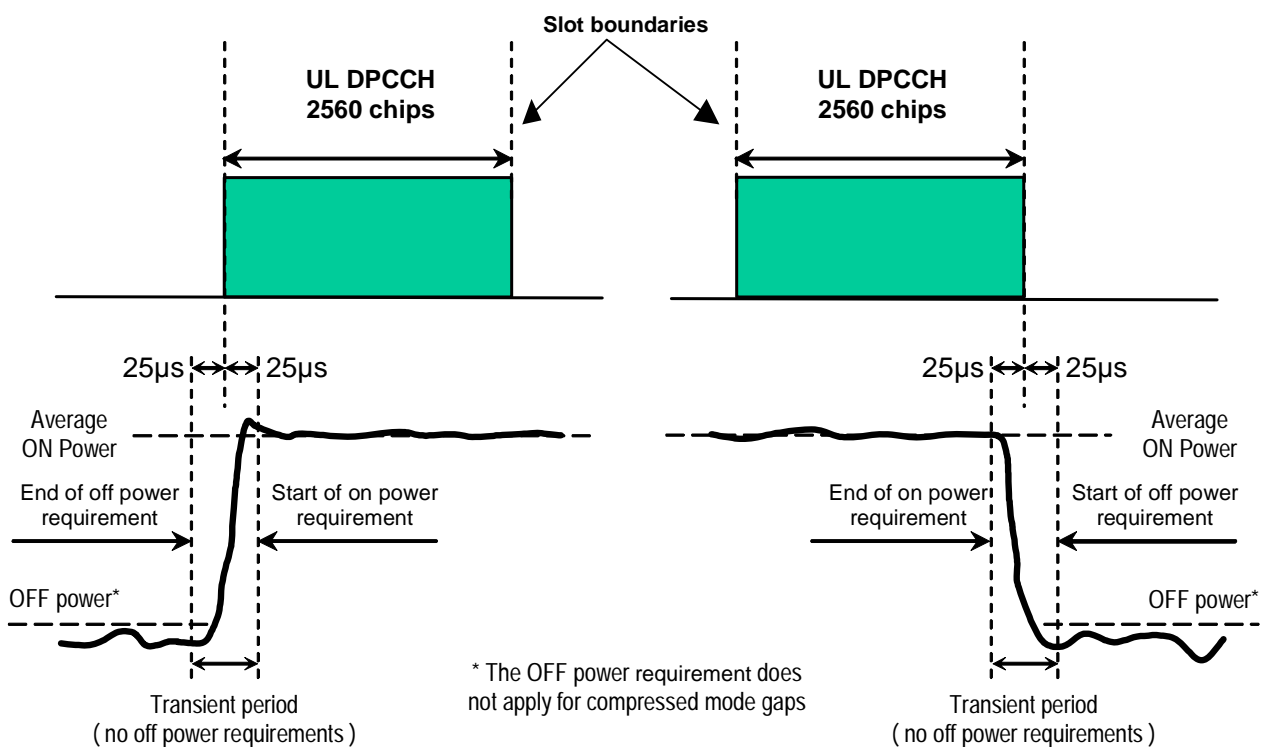 Slot boundaries
UL DPCCH
2560 chips
UL DPCCH
2560 chips
25µs
25µs
25µs
25µs
Average
ON Power
Average
ON Power
End of off power
requirement
Start of on power
requirement
End of on power
requirement
Start of off power
requirement
OFF power*
OFF power*
* The OFF power requirement does
not apply for compressed mode gaps
Transient period
( no off power requirements )
Transient period
( no off power requirements )